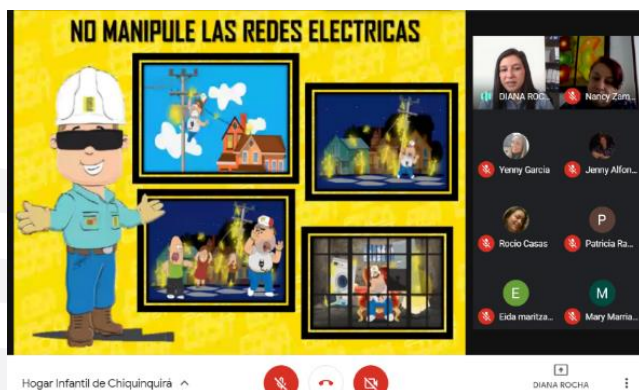 NO MANIPULE LAS REDES ELECTRICAS
DIANA ROC...
Nancy Zam...
Yenny Garcia
Jenny Alfon...
Rocio Casas
P
Patricia Ra...
E
Eida maritza...
M
Mary Marria...
Hogar Infantil de Chiquinquirá
DIANA ROCHA